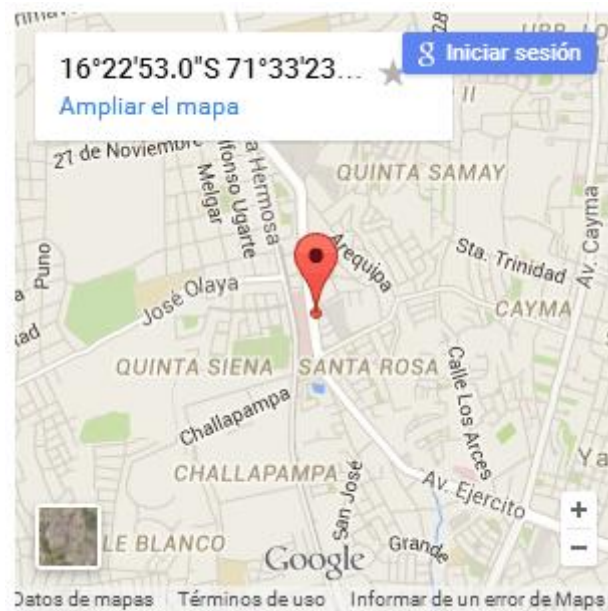 16°22'53.0"S 71°33'23...
Iniciar sesión
Ampliar el mapa
27 de Noviembre
Alfonso Ugarte
Melgar
a Hermosa
II
QUINTA SAMAY
Arequipa
Sta. Trinidad
Av. Cayma
Puno
José Olaya
CAYMA
QUINTA SIENA
SANTA ROSA
Calle Los Arces
Challapampa
CHALLAPAMPA
San José
Av. Ejercito
Ya
LE BLANCO
Google
Grande
+
−
Datos de mapas
Términos de uso
Informar de un error de Maps